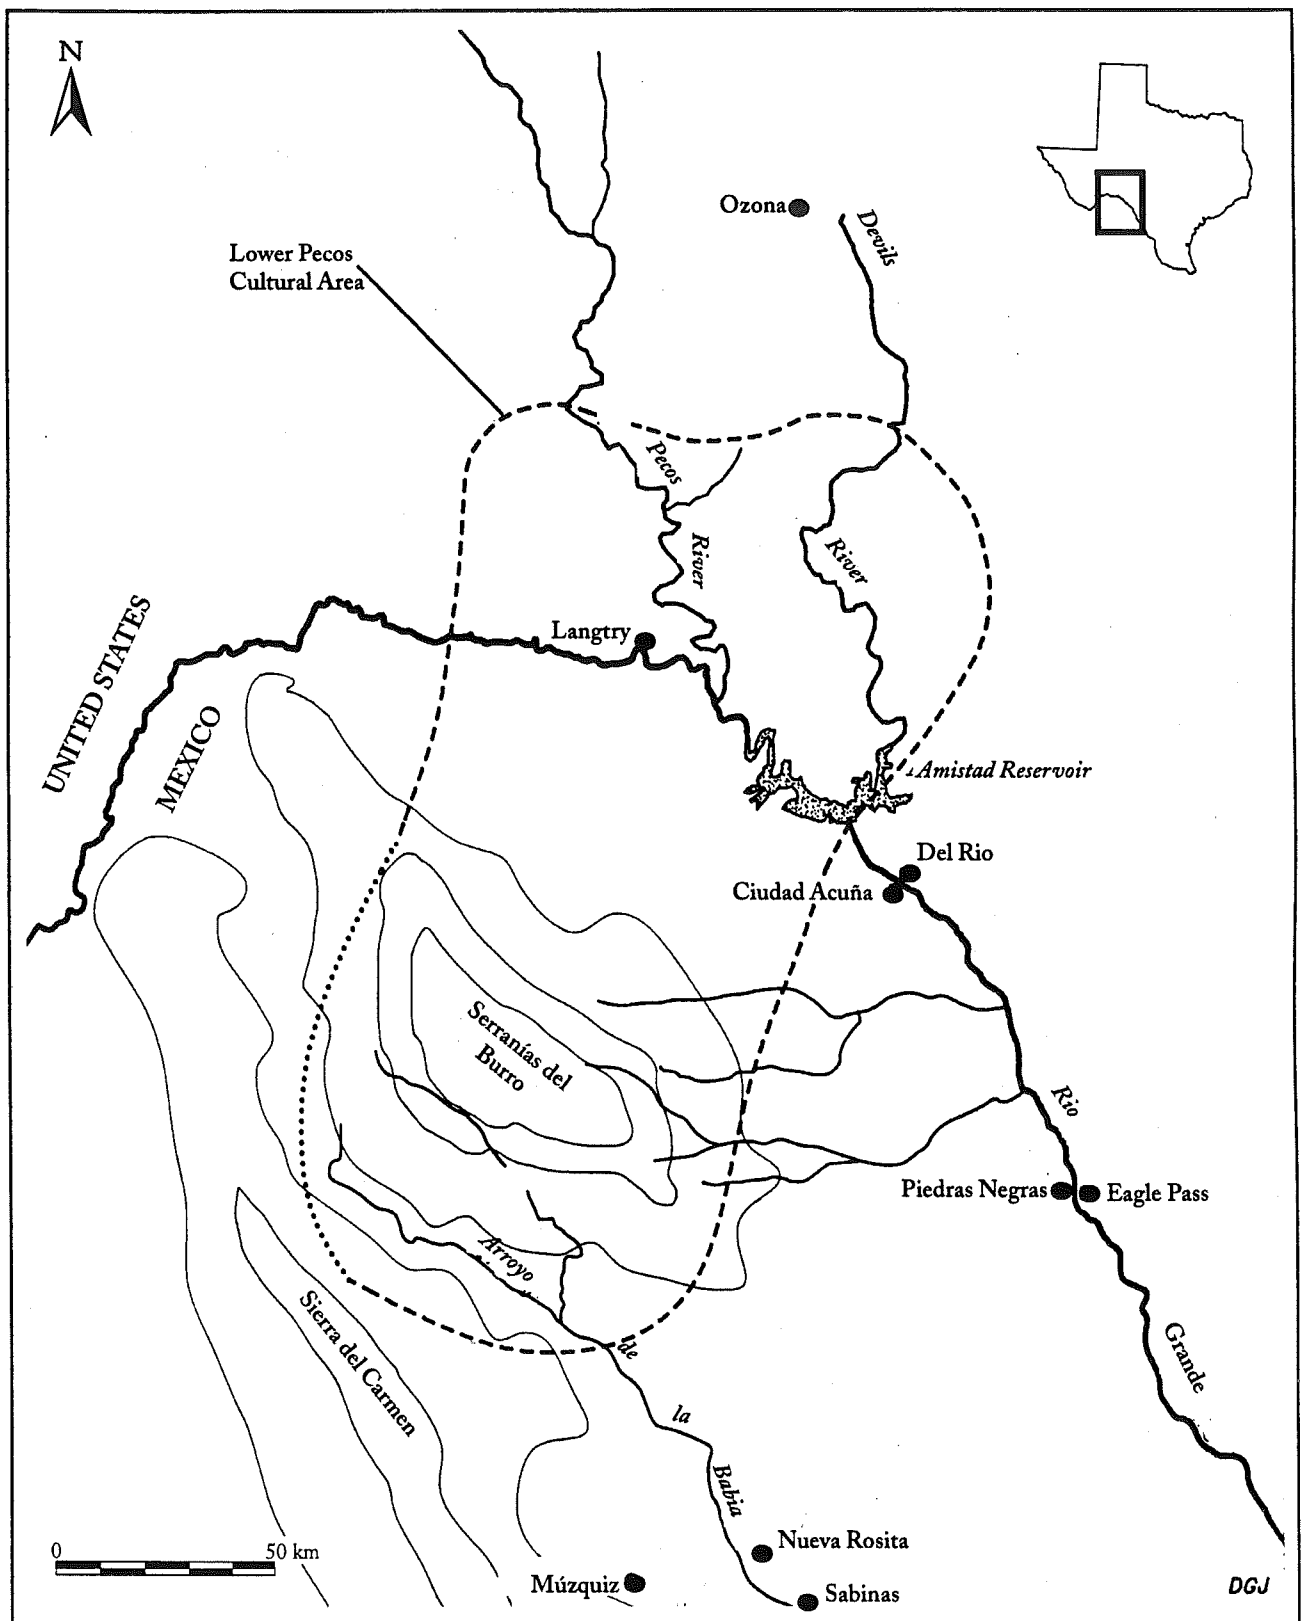 N
Ozona
Devils
Lower Pecos
Cultural Area
Pecos
River
River
Langtry
UNITED STATES
MEXICO
Amistad Reservoir
Del Rio
Ciudad Acuña
Serranías del
Burro
Rio
Piedras Negras
Eagle Pass
Arroyo
Sierra del Carmen
de
Grande
la
Babia
0
50 km
Nueva Rosita
Múzquiz
Sabinas
DGJ